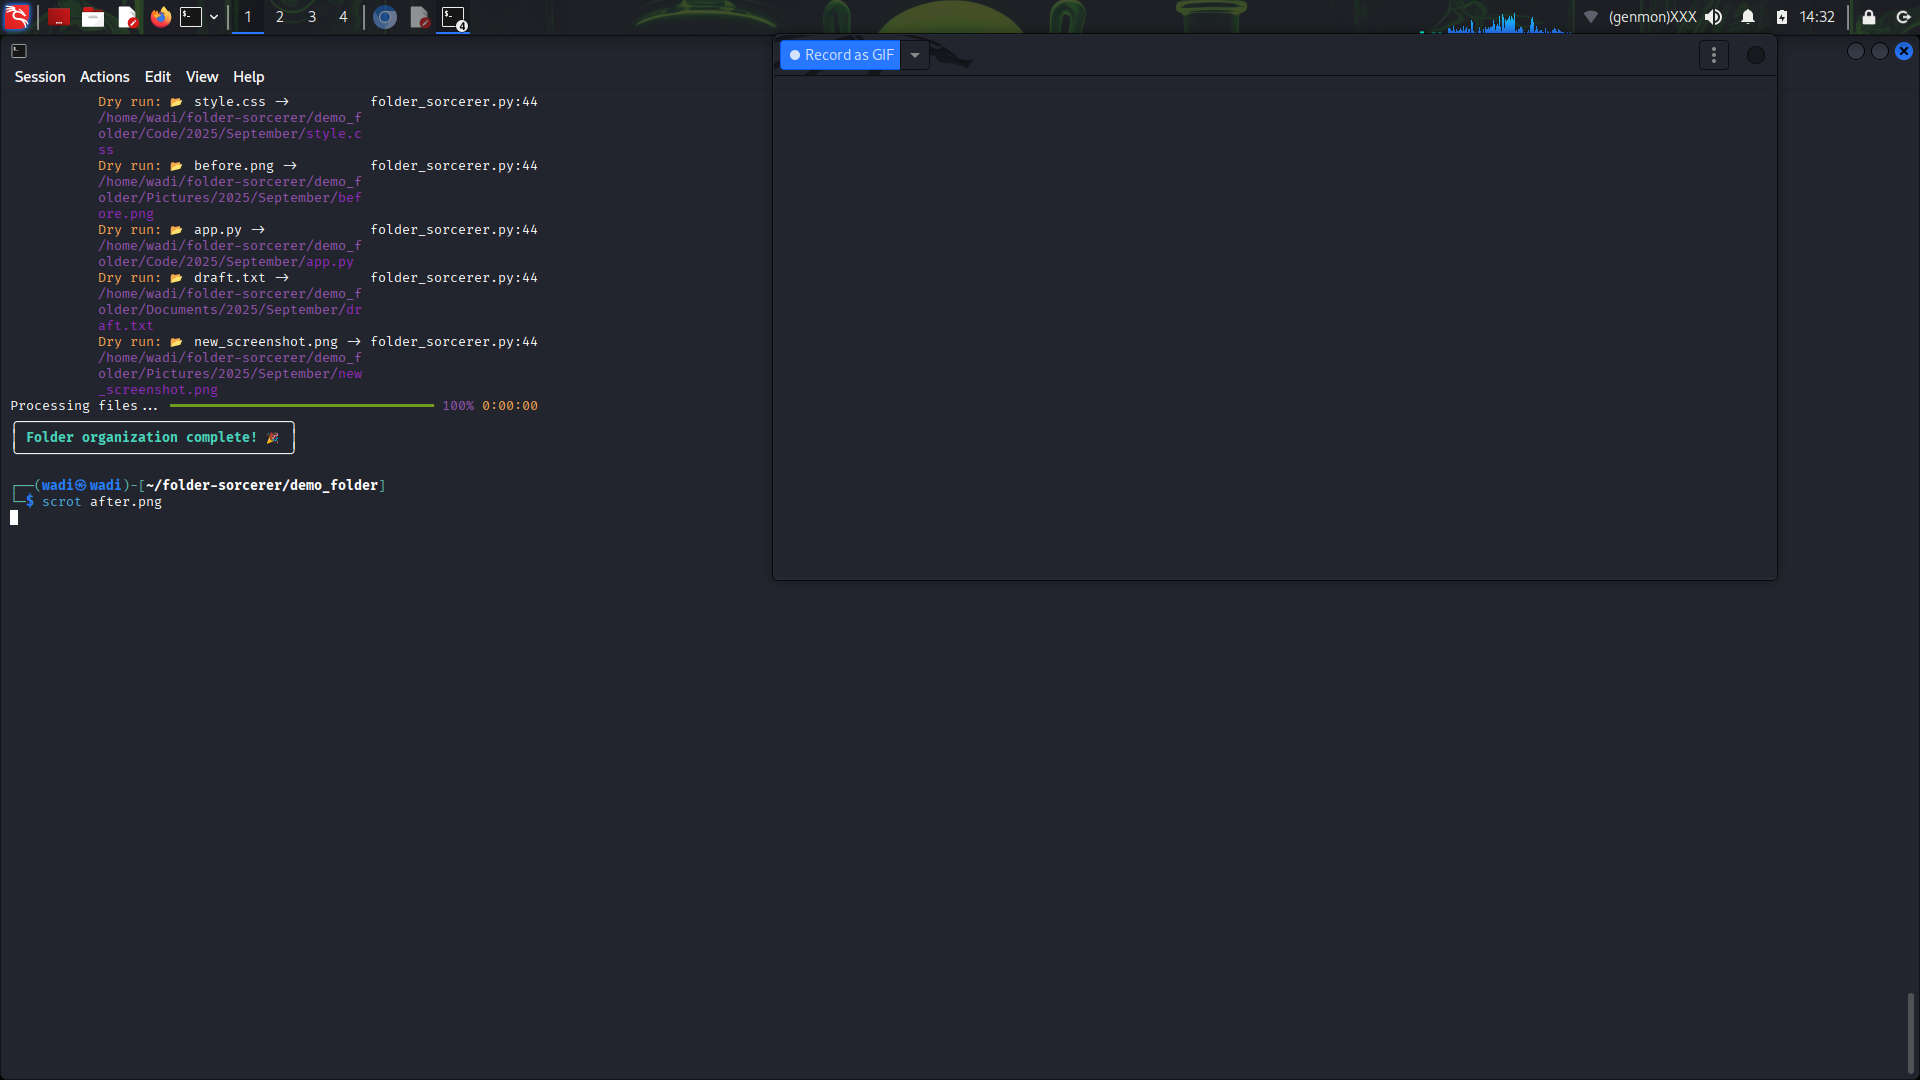 1 2 3 4
4
(genmon)XXX 14:32
Session Actions Edit View Help
Record as GIF
Dry run: 📂 style.css → folder_sorcerer.py:44
/home/wadi/folder-sorcerer/demo_f
older/Code/2025/September/style.c
ss
Dry run: 📂 before.png → folder_sorcerer.py:44
/home/wadi/folder-sorcerer/demo_f
older/Pictures/2025/September/bef
ore.png
Dry run: 📂 app.py → folder_sorcerer.py:44
/home/wadi/folder-sorcerer/demo_f
older/Code/2025/September/app.py
Dry run: 📂 draft.txt → folder_sorcerer.py:44
/home/wadi/folder-sorcerer/demo_f
older/Documents/2025/September/dr
aft.txt
Dry run: 📂 new_screenshot.png → folder_sorcerer.py:44
/home/wadi/folder-sorcerer/demo_f
older/Pictures/2025/September/new
_screenshot.png
Processing files... 100% 0:00:00
Folder organization complete! 🎉
┌──(wadi㉿wadi)-[~/folder-sorcerer/demo_folder]
└─$ scrot after.png